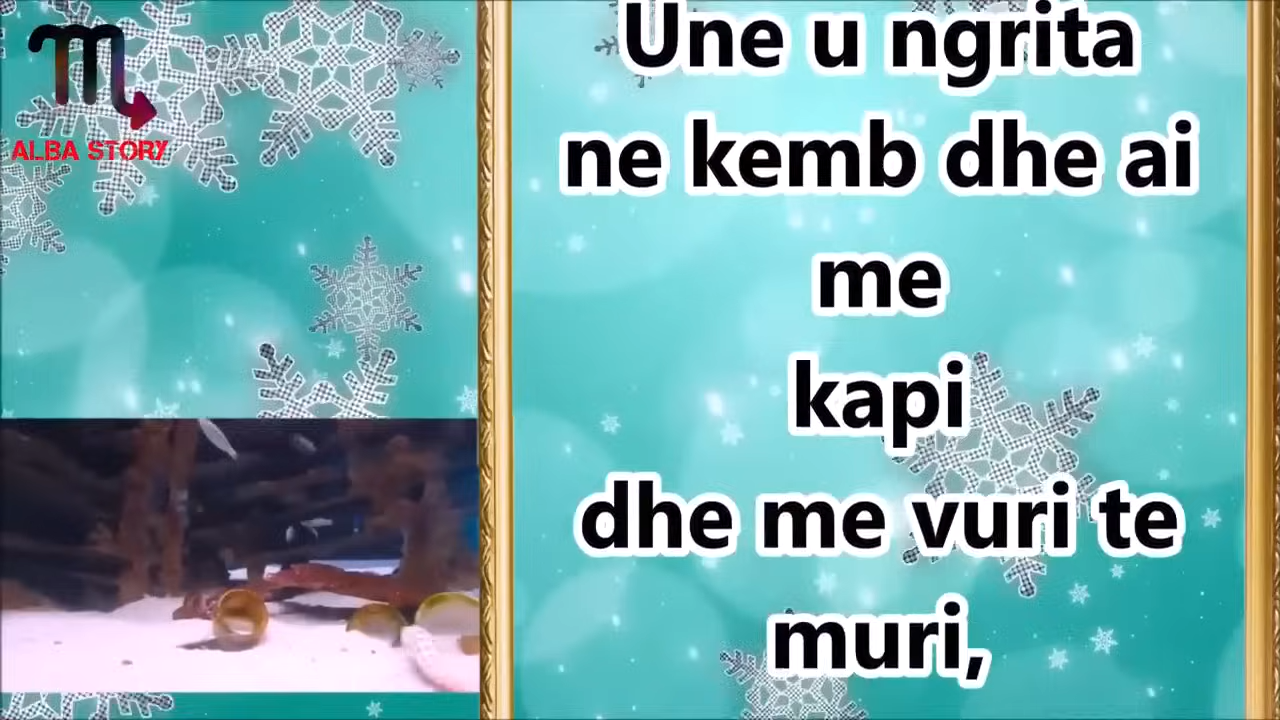 ALBA STORY
Une u ngrita
ne kemb dhe ai
me
kapi
dhe me vuri te
muri,